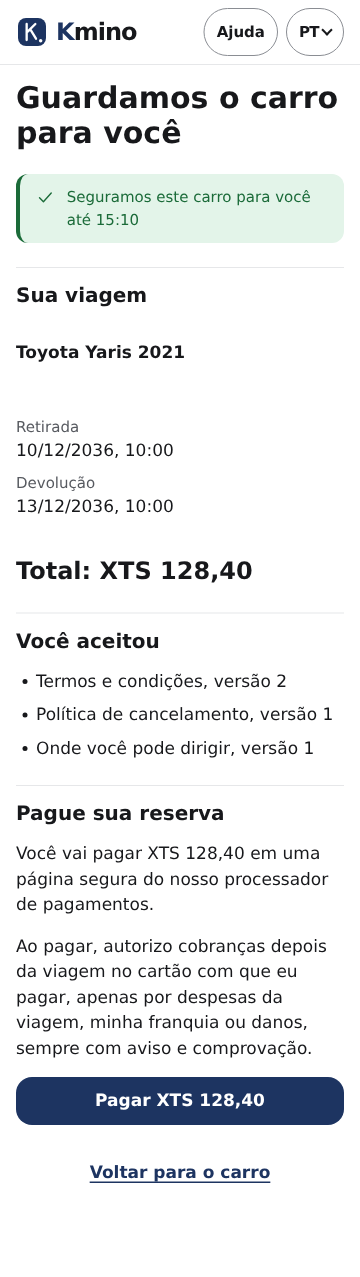 K. Kmino
Ajuda
PT
Guardamos o carro
para você
Seguramos este carro para você
até 15:10
Sua viagem
Toyota Yaris 2021
Retirada
10/12/2036, 10:00
Devolução
13/12/2036, 10:00
Total: XTS 128,40
Você aceitou
• Termos e condições, versão 2
• Política de cancelamento, versão 1
• Onde você pode dirigir, versão 1
Pague sua reserva
Você vai pagar XTS 128,40 em uma
página segura do nosso processador
de pagamentos.
Ao pagar, autorizo cobranças depois
da viagem no cartão com que eu
pagar, apenas por despesas da
viagem, minha franquia ou danos,
sempre com aviso e comprovação.
Pagar XTS 128,40
Voltar para o carro